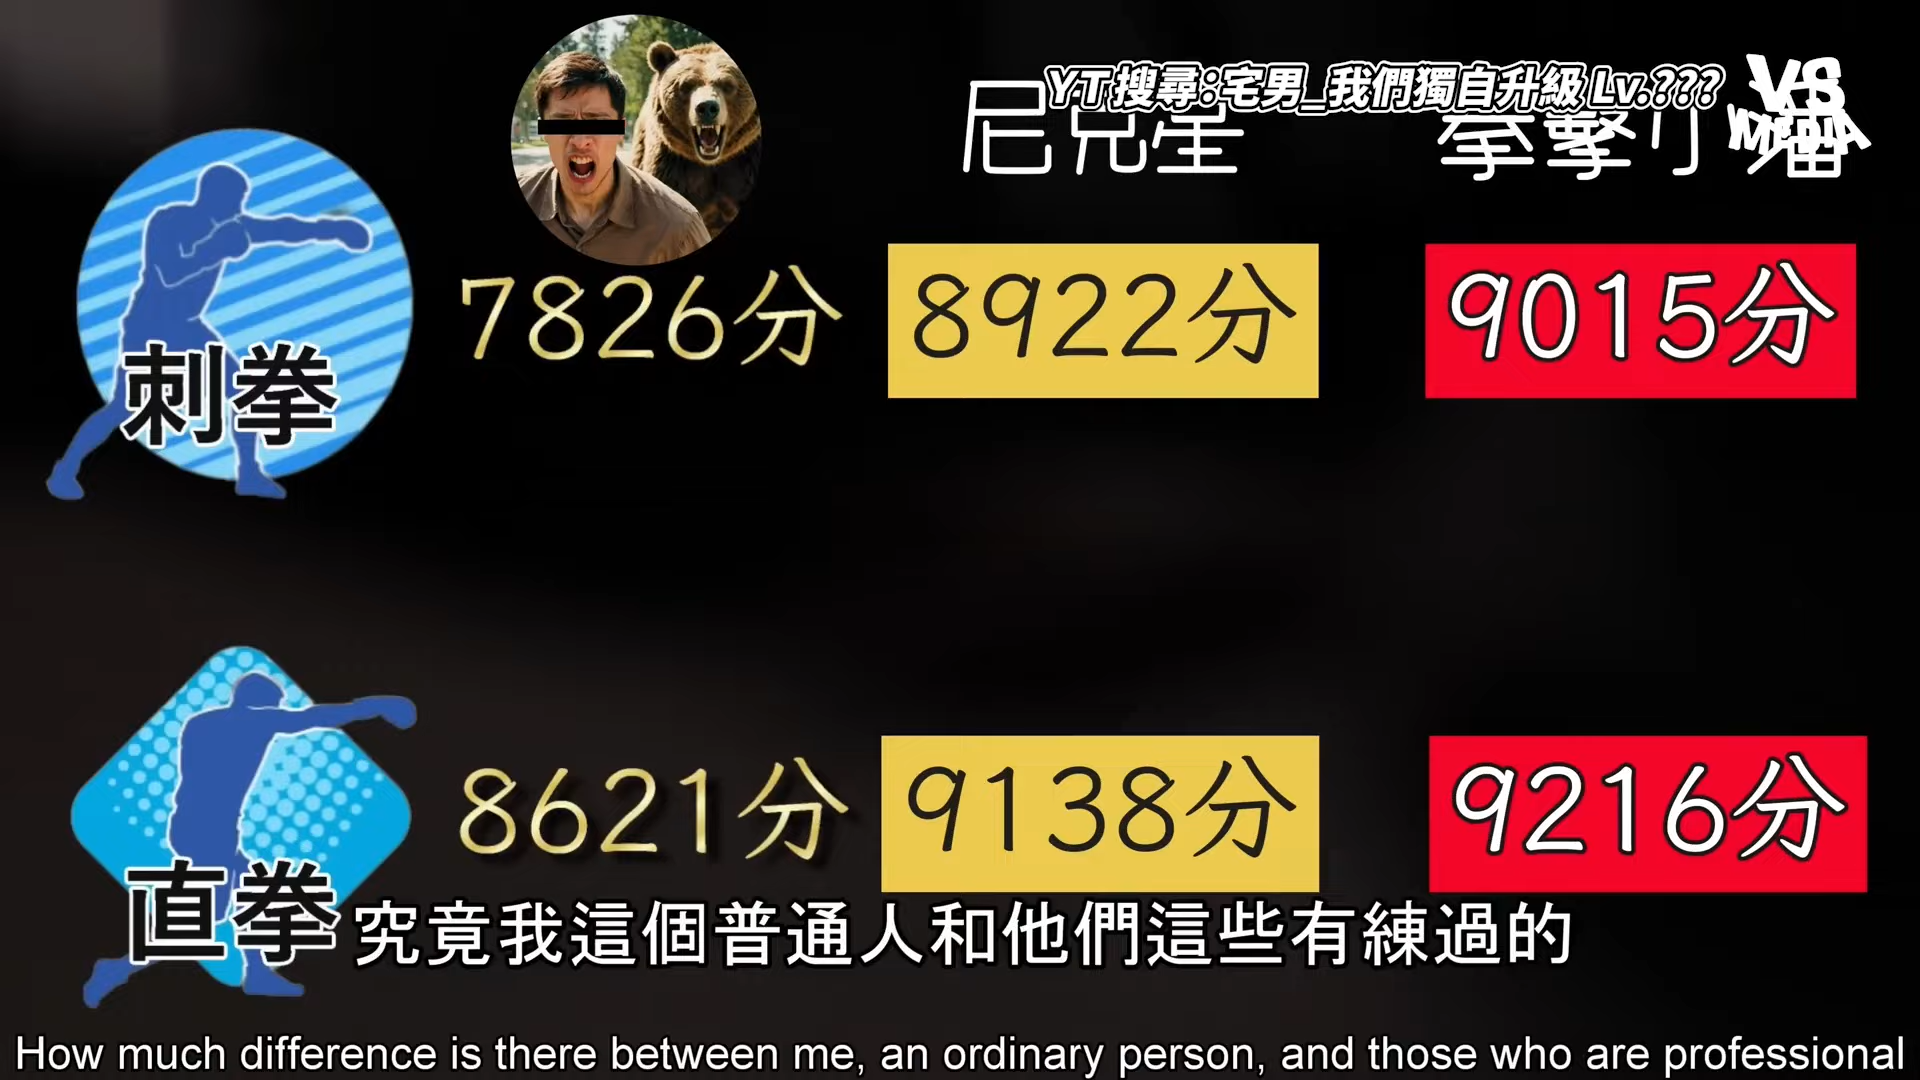 YT搜尋:宅男_我們獨自升級 Lv.???
VS
MEDIA
尼克星
拳擊小
刺拳
7826分
8922分
9015分
直拳
8621分
9138分
9216分
究竟我這個普通人和他們這些有練過的
How much difference is there between me, an ordinary person, and those who are professional